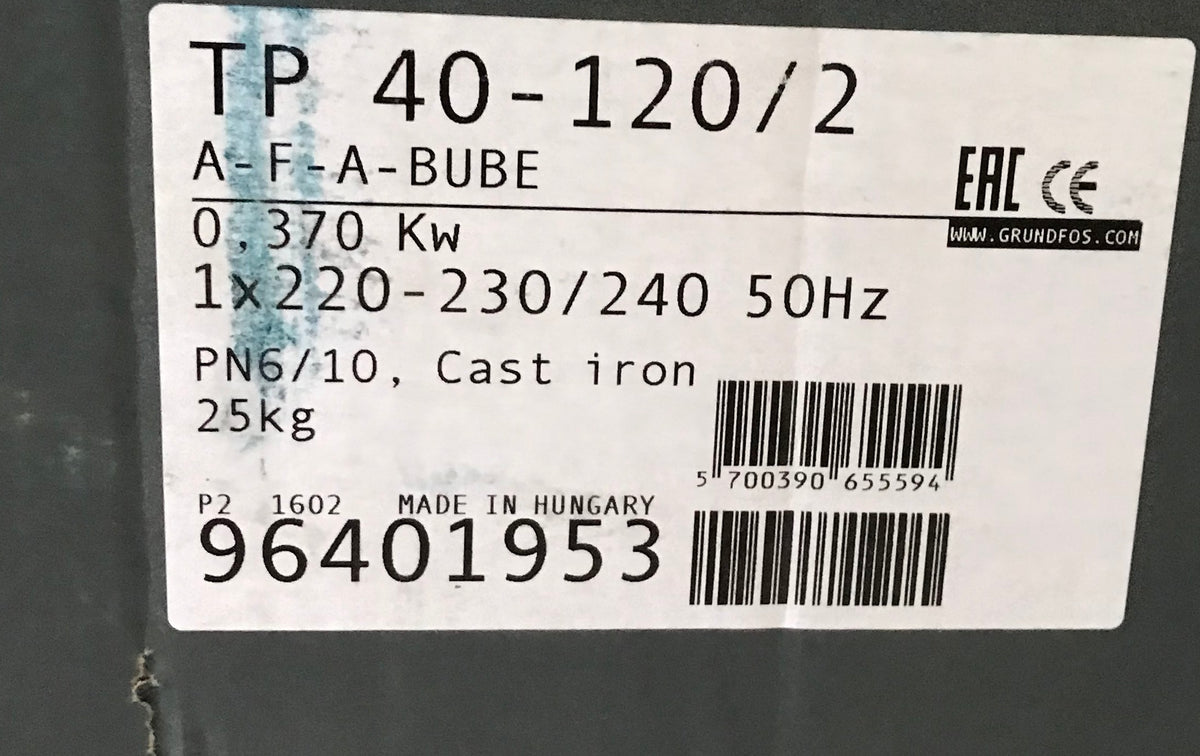 TP 40-120/2
A-F-A-BUBE
EAC CE
WWW.GRUNDFOS.COM
0,370 Kw
1x220-230/240 50Hz
PN6/10, Cast iron
25kg
5 700390 655594
P2 1602 MADE IN HUNGARY
96401953